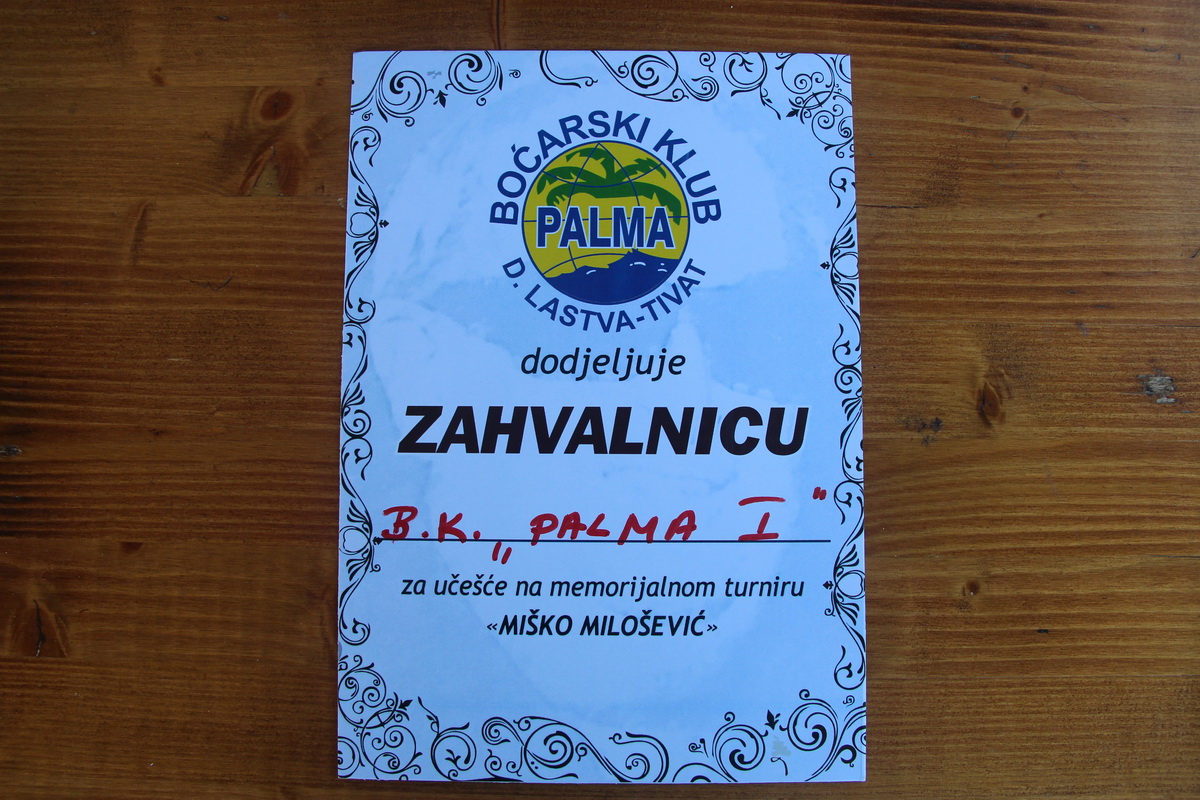 BOĆARSKI KLUB
PALMA
D. LASTVA-TIVAT
dodjeljuje
ZAHVALNICU
B.K. „PALMA I"
za učešće na memorijalnom turniru
«MIŠKO MILOŠEVIĆ»